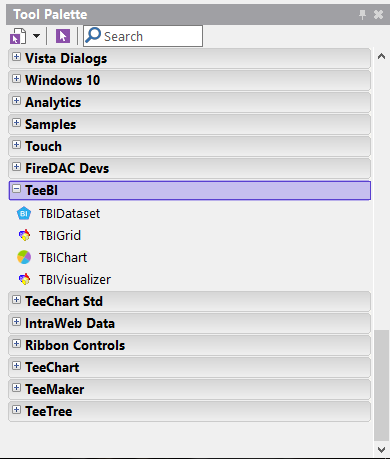 Tool Palette
Search
Vista Dialogs
Windows 10
Analytics
Samples
Touch
FireDAC Devs
TeeBI
BI TBIDataset
TBIGrid
TBIChart
TBIVisualizer
TeeChart Std
IntraWeb Data
Ribbon Controls
TeeChart
TeeMaker
TeeTree